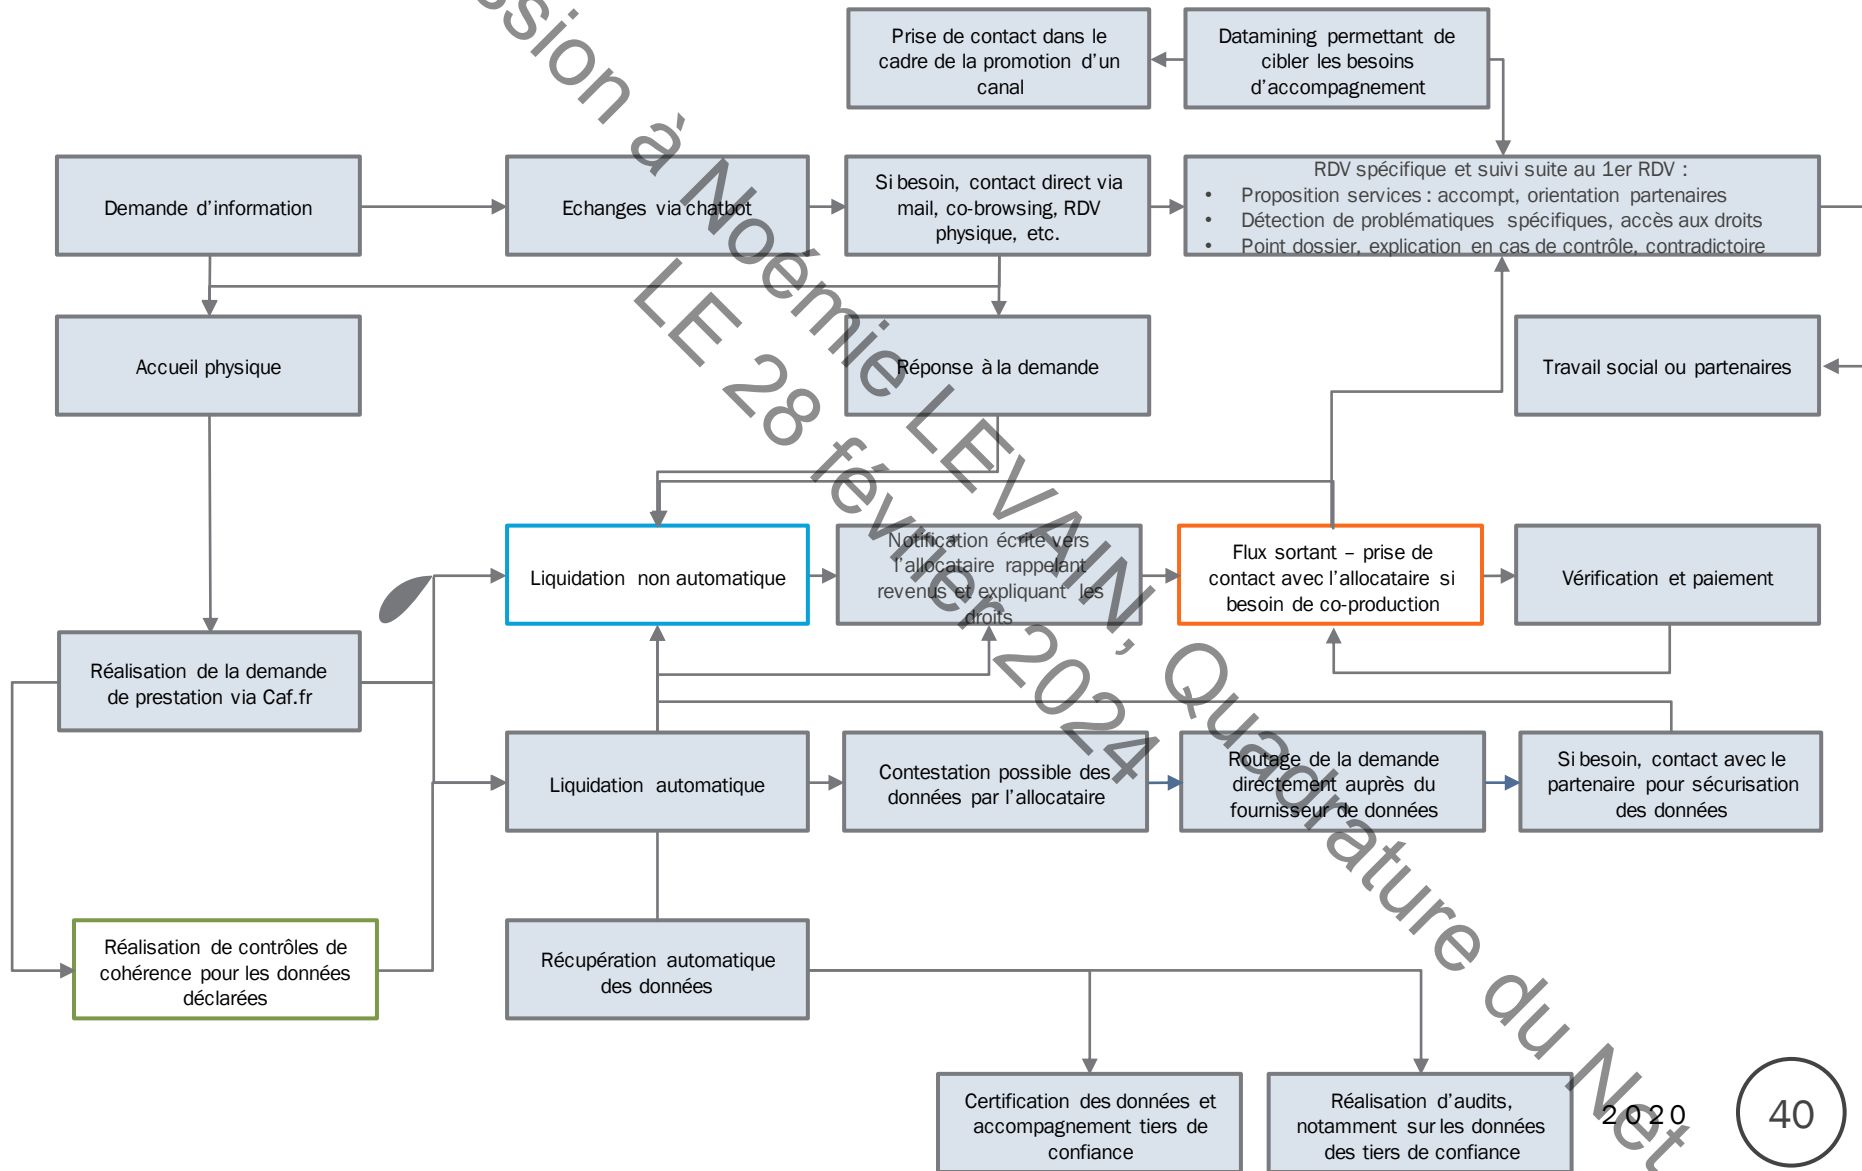 Prise de contact dans le
cadre de la promotion d'un
canal
Datamining permettant de
cibler les besoins
d'accompagnement
Demande d'information
Echanges via chatbot
Si besoin, contact direct via
mail, co-browsing, RDV
physique, etc.
RDV spécifique et suivi suite au 1er RDV :
• Proposition services : accompt, orientation partenaires
• Détection de problématiques spécifiques, accès aux droits
• Point dossier, explication en cas de contrôle, contradictoire
Accueil physique
Réponse à la demande
Travail social ou partenaires
Liquidation non automatique
Notification écrite vers
l'allocataire rappelant
revenus et expliquant les
droits
Flux sortant – prise de
contact avec l'allocataire si
besoin de co-production
Vérification et paiement
Réalisation de la demande
de prestation via Caf.fr
Liquidation automatique
Contestation possible des
données par l'allocataire
Routage de la demande
directement auprès du
fournisseur de données
Si besoin, contact avec le
partenaire pour sécurisation
des données
Réalisation de contrôles de
cohérence pour les données
déclarées
Récupération automatique
des données
Certification des données et
accompagnement tiers de
confiance
Réalisation d'audits,
notamment sur les données
des tiers de confiance
2020
40
ssion à Noémie LEVAIN, Quadrature du Net
LE 28 février 2024